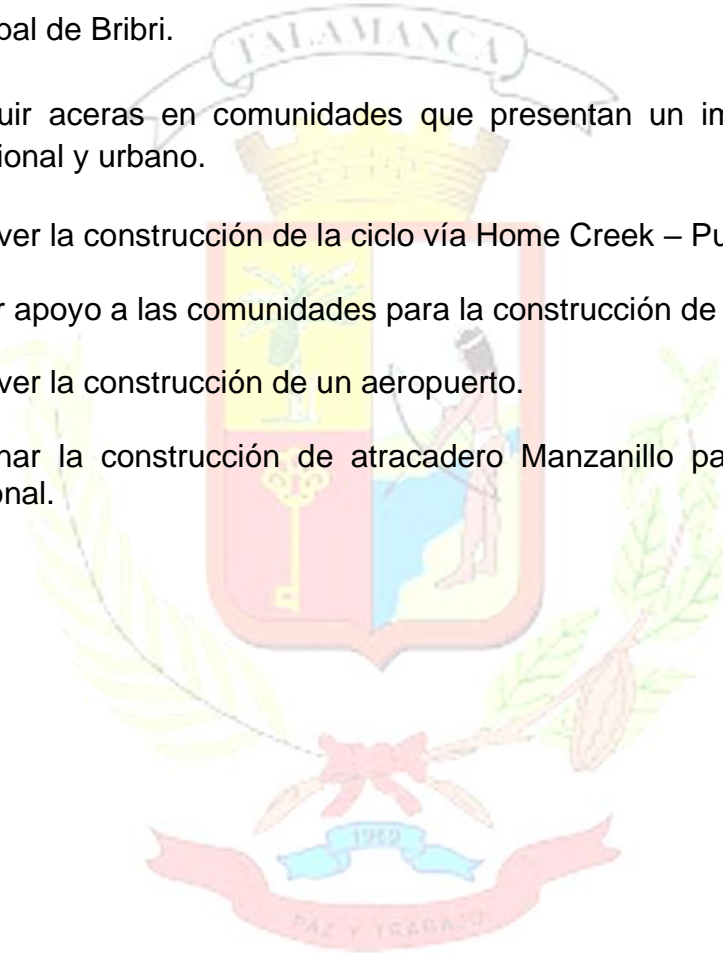 pal de Bribri.
TALAMANCA
uir aceras en comunidades que presentan un in
ional y urbano.
ver la construcción de la ciclo vía Home Creek – Pu
r apoyo a las comunidades para la construcción de
ver la construcción de un aeropuerto.
nar la construcción de atracadero Manzanillo pa
onal.
1969
PAZ Y TRABAJO